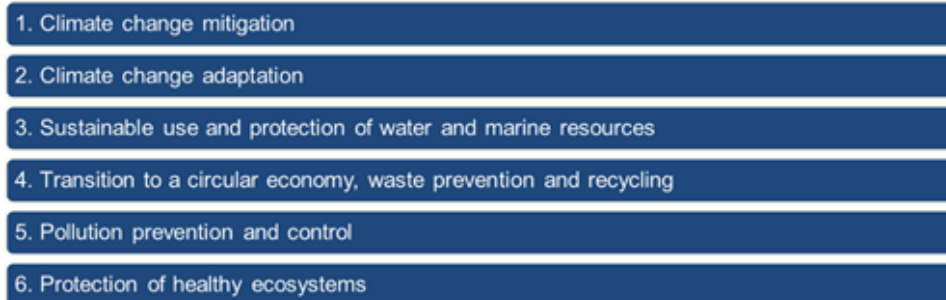 1. Climate change mitigation
2. Climate change adaptation
3. Sustainable use and protection of water and marine resources
4. Transition to a circular economy, waste prevention and recycling
5. Pollution prevention and control
6. Protection of healthy ecosystems